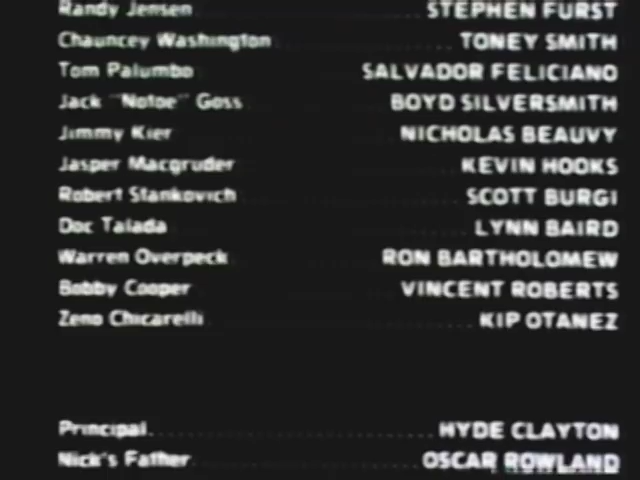 Randy Jensen STEPHEN FURST
Chauncey Washington TONEY SMITH
Tom Palumbo SALVADOR FELICIANO
Jack "Notoe" Goss BOYD SILVERSMITH
Jimmy Kier NICHOLAS BEAUVY
Jasper Macgruder KEVIN HOOKS
Robert Stankovich SCOTT BURGI
Doc Talada LYNN BAIRD
Warren Overpeck RON BARTHOLOMEW
Bobby Cooper VINCENT ROBERTS
Zeno Chicarelli KIP OTANEZ
Principal HYDE CLAYTON
Nick's Father OSCAR ROWLAND